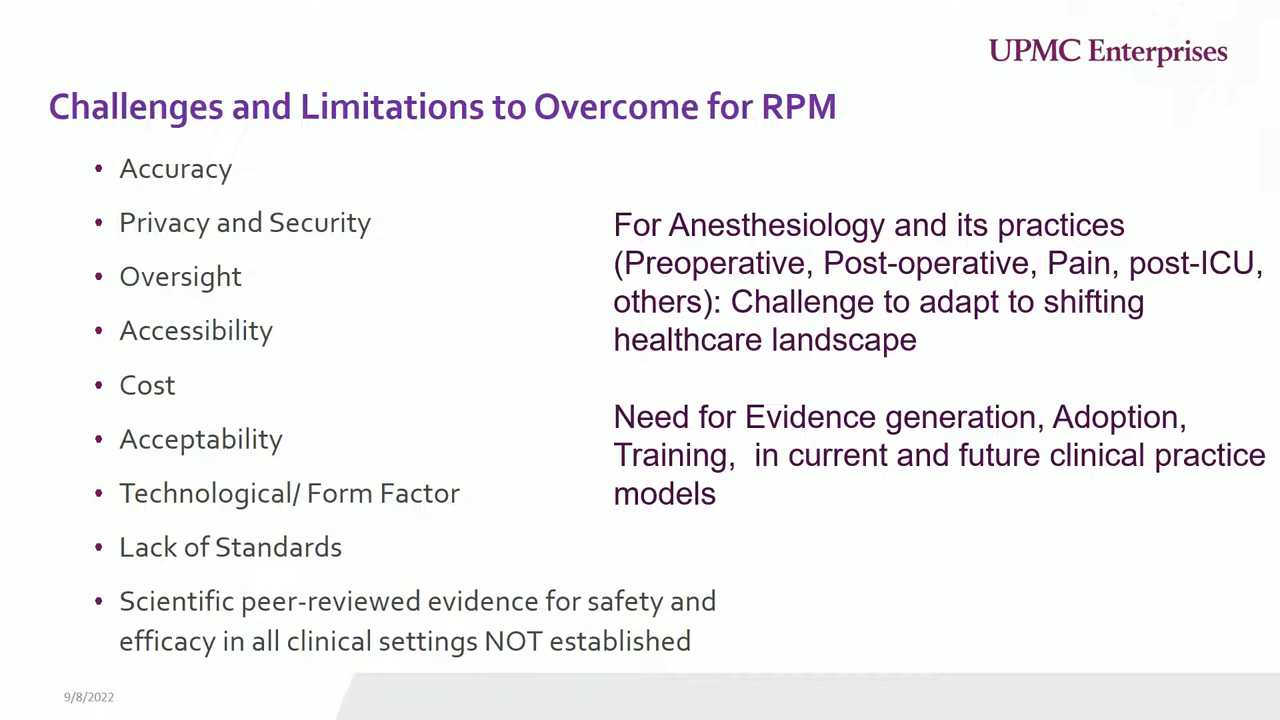 UPMC Enterprises
Challenges and Limitations to Overcome for RPM
• Accuracy
• Privacy and Security
• Oversight
• Accessibility
• Cost
• Acceptability
• Technological/ Form Factor
• Lack of Standards
• Scientific peer-reviewed evidence for safety and
efficacy in all clinical settings NOT established
For Anesthesiology and its practices
(Preoperative, Post-operative, Pain, post-ICU,
others): Challenge to adapt to shifting
healthcare landscape
Need for Evidence generation, Adoption,
Training,  in current and future clinical practice
models
9/8/2022